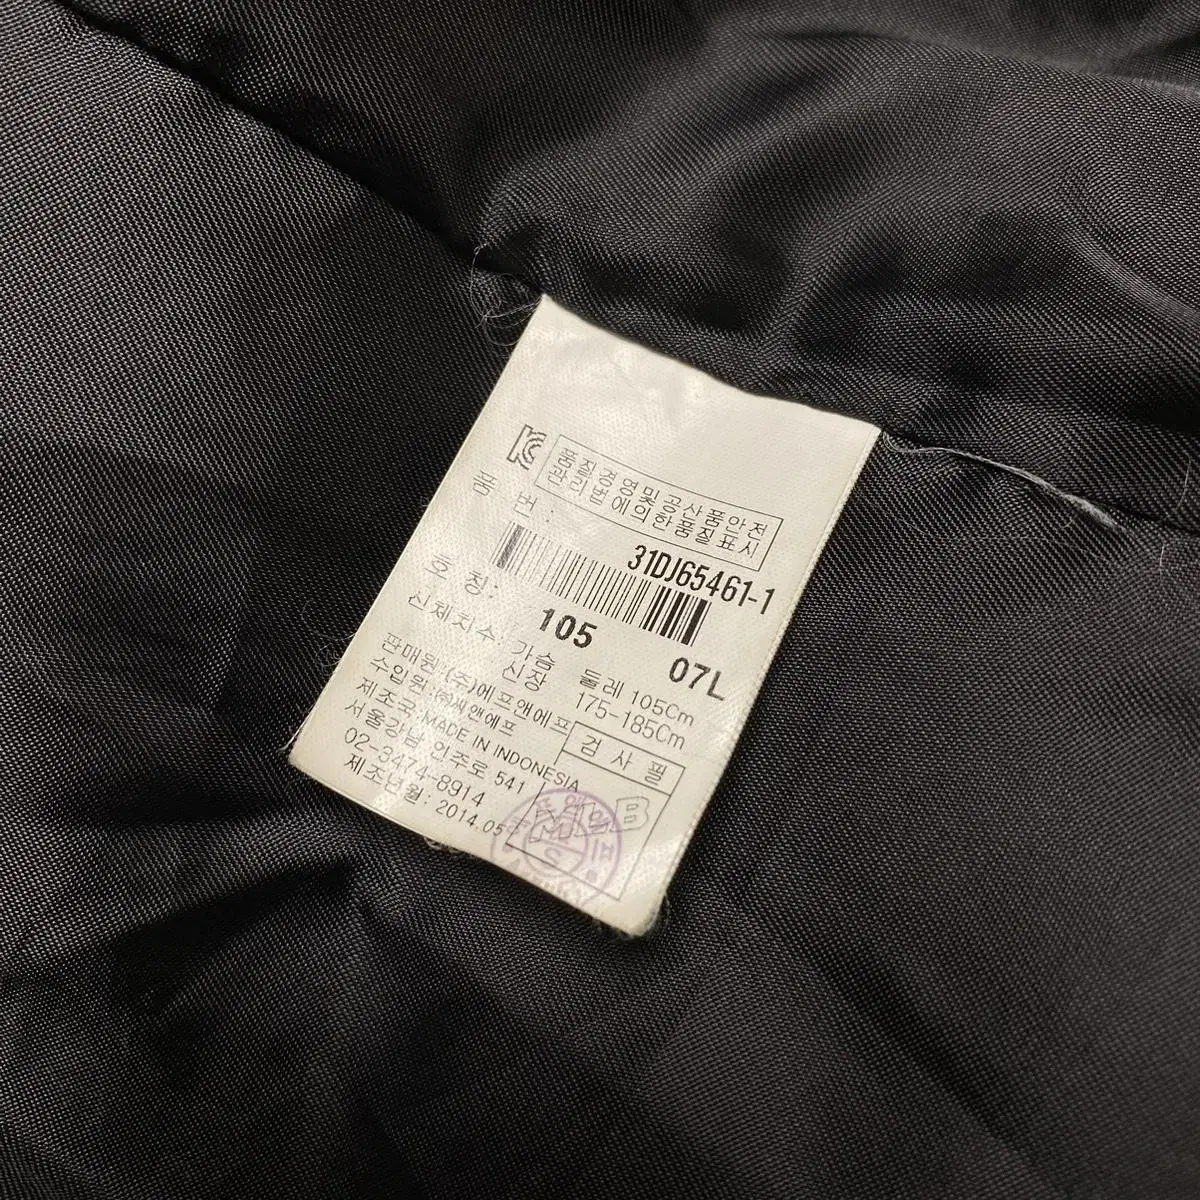 품질경영및공산품안전
관리법에의한품질표시
품 번 :
31DJ65461-1
호 칭: 105 07L
신체치수: 가슴 둘레 105Cm
신장 175-185Cm
판매원:(주)에프앤에프
수입원:㈜씨앤에프
제조국:MADE IN INDONESIA
서울강남 언주로 541
02-3474-8914
제조년월: 2014.05
검 사 필
MLB